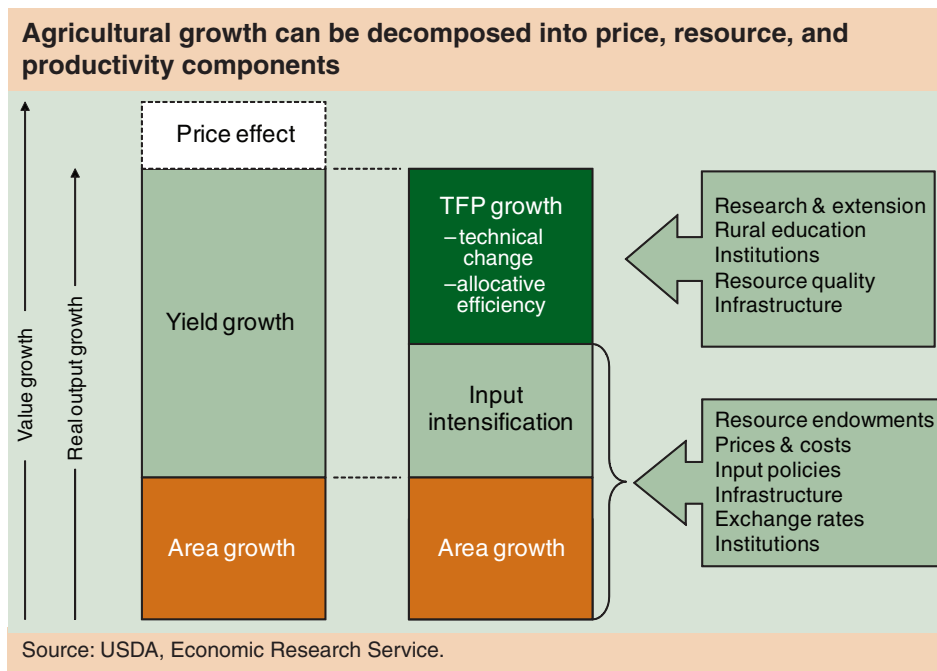 Agricultural growth can be decomposed into price, resource, and
productivity components
Value growth
Real output growth
Price effect
Yield growth
Area growth
TFP growth
–technical
change
–allocative
efficiency
Input
intensification
Area growth
Research & extension
Rural education
Institutions
Resource quality
Infrastructure
Resource endowments
Prices & costs
Input policies
Infrastructure
Exchange rates
Institutions
Source: USDA, Economic Research Service.